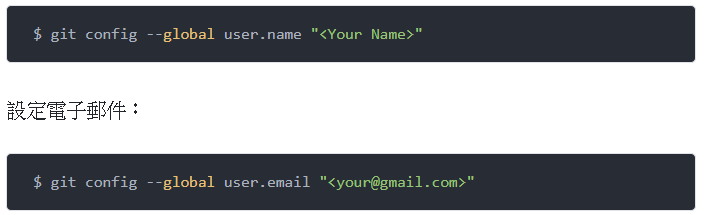 $ git config --global user.name "<Your Name>"
設定電子郵件：
$ git config --global user.email "<your@gmail.com>"